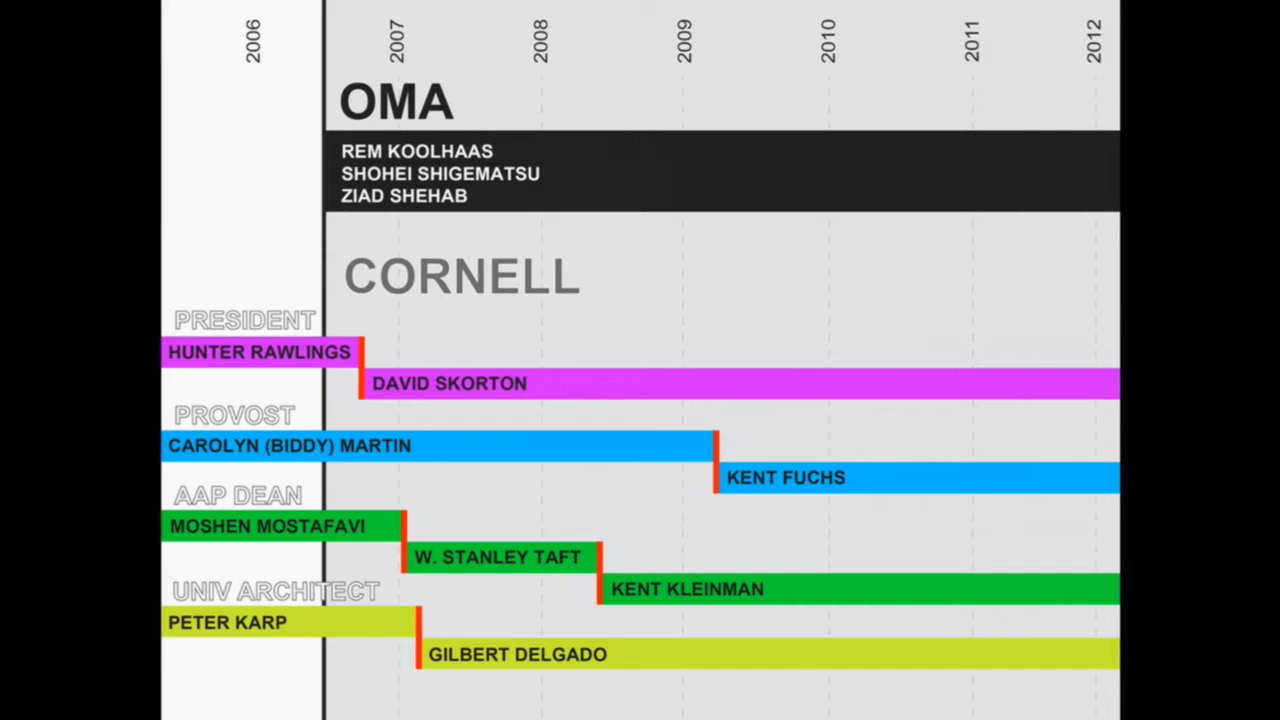 2006
2007
2008
2009
2010
2011
2012
OMA
REM KOOLHAAS
SHOHEI SHIGEMATSU
ZIAD SHEHAB
CORNELL
PRESIDENT
HUNTER RAWLINGS
DAVID SKORTON
PROVOST
CAROLYN (BIDDY) MARTIN
KENT FUCHS
AAP DEAN
MOSHEN MOSTAFAVI
W. STANLEY TAFT
KENT KLEINMAN
UNIV ARCHITECT
PETER KARP
GILBERT DELGADO